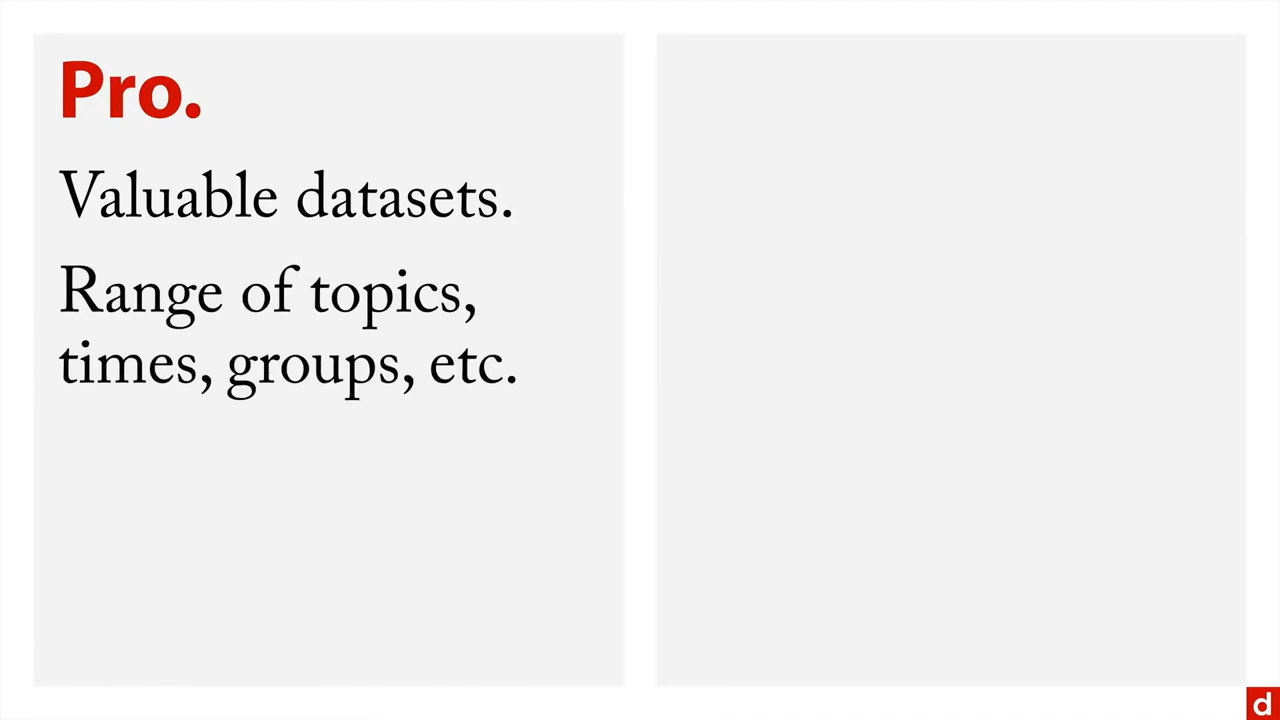 Pro.
Valuable datasets.
Range of topics,
times, groups, etc.
d